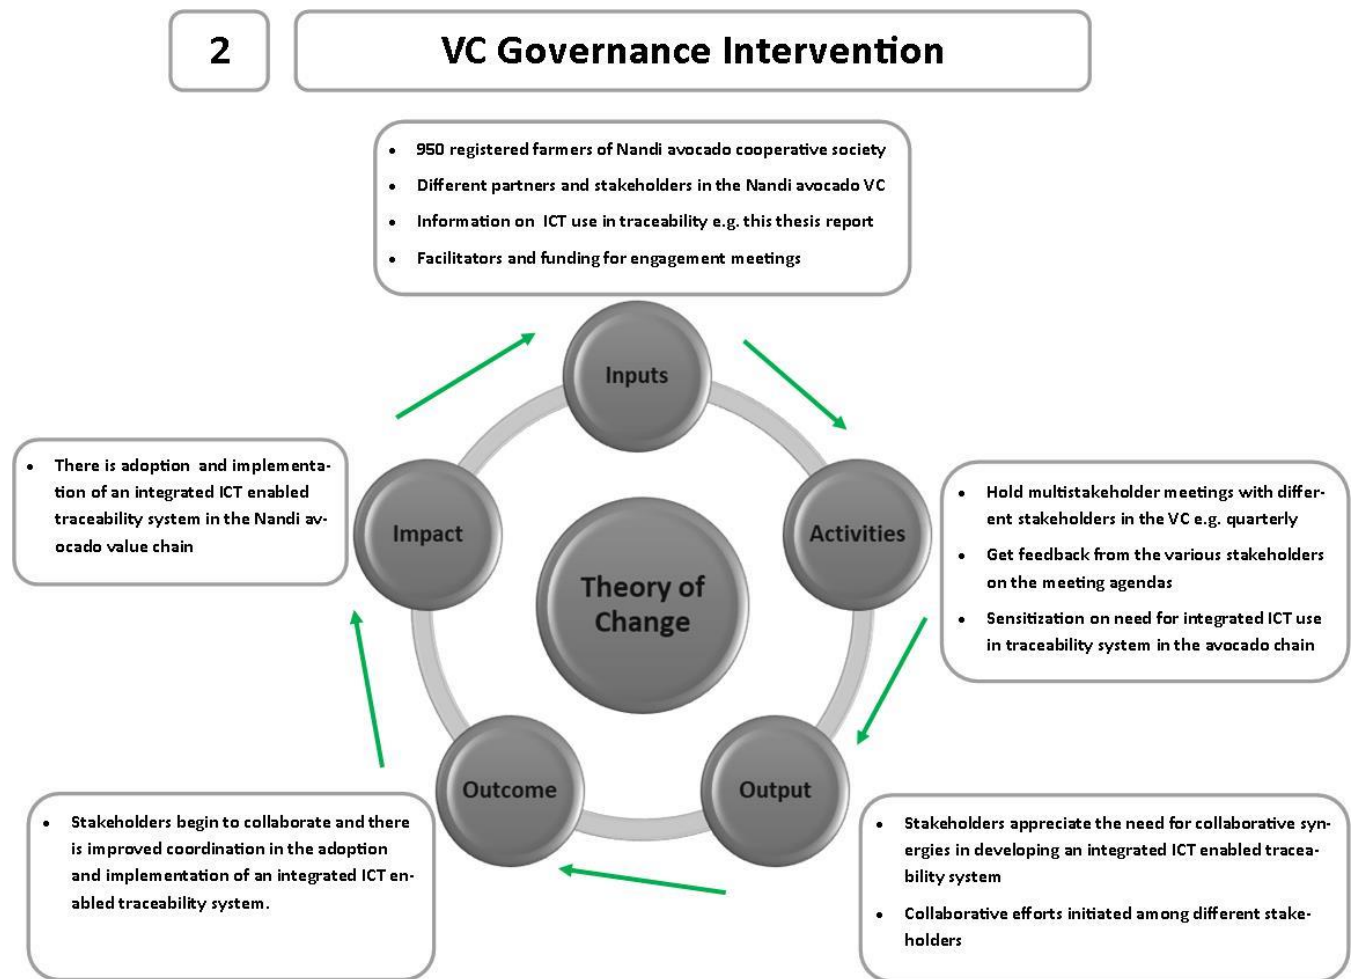 2
VC Governance Intervention
• 950 registered farmers of Nandi avocado cooperative society
• Different partners and stakeholders in the Nandi avocado VC
• Information on ICT use in traceability e.g. this thesis report
• Facilitators and funding for engagement meetings
Inputs
Activities
• Hold multistakeholder meetings with differ-
ent stakeholders in the VC e.g. quarterly
• Get feedback from the various stakeholders
on the meeting agendas
• Sensitization on need for integrated ICT use
in traceability system in the avocado chain
Output
• Stakeholders appreciate the need for collaborative syn-
ergies in developing an integrated ICT enabled tracea-
bility system
• Collaborative efforts initiated among different stake-
holders
Outcome
• Stakeholders begin to collaborate and there
is improved coordination in the adoption
and implementation of an integrated ICT en-
abled traceability system.
Impact
• There is adoption and implementa-
tion of an integrated ICT enabled
traceability system in the Nandi av-
ocado value chain
Theory of
Change